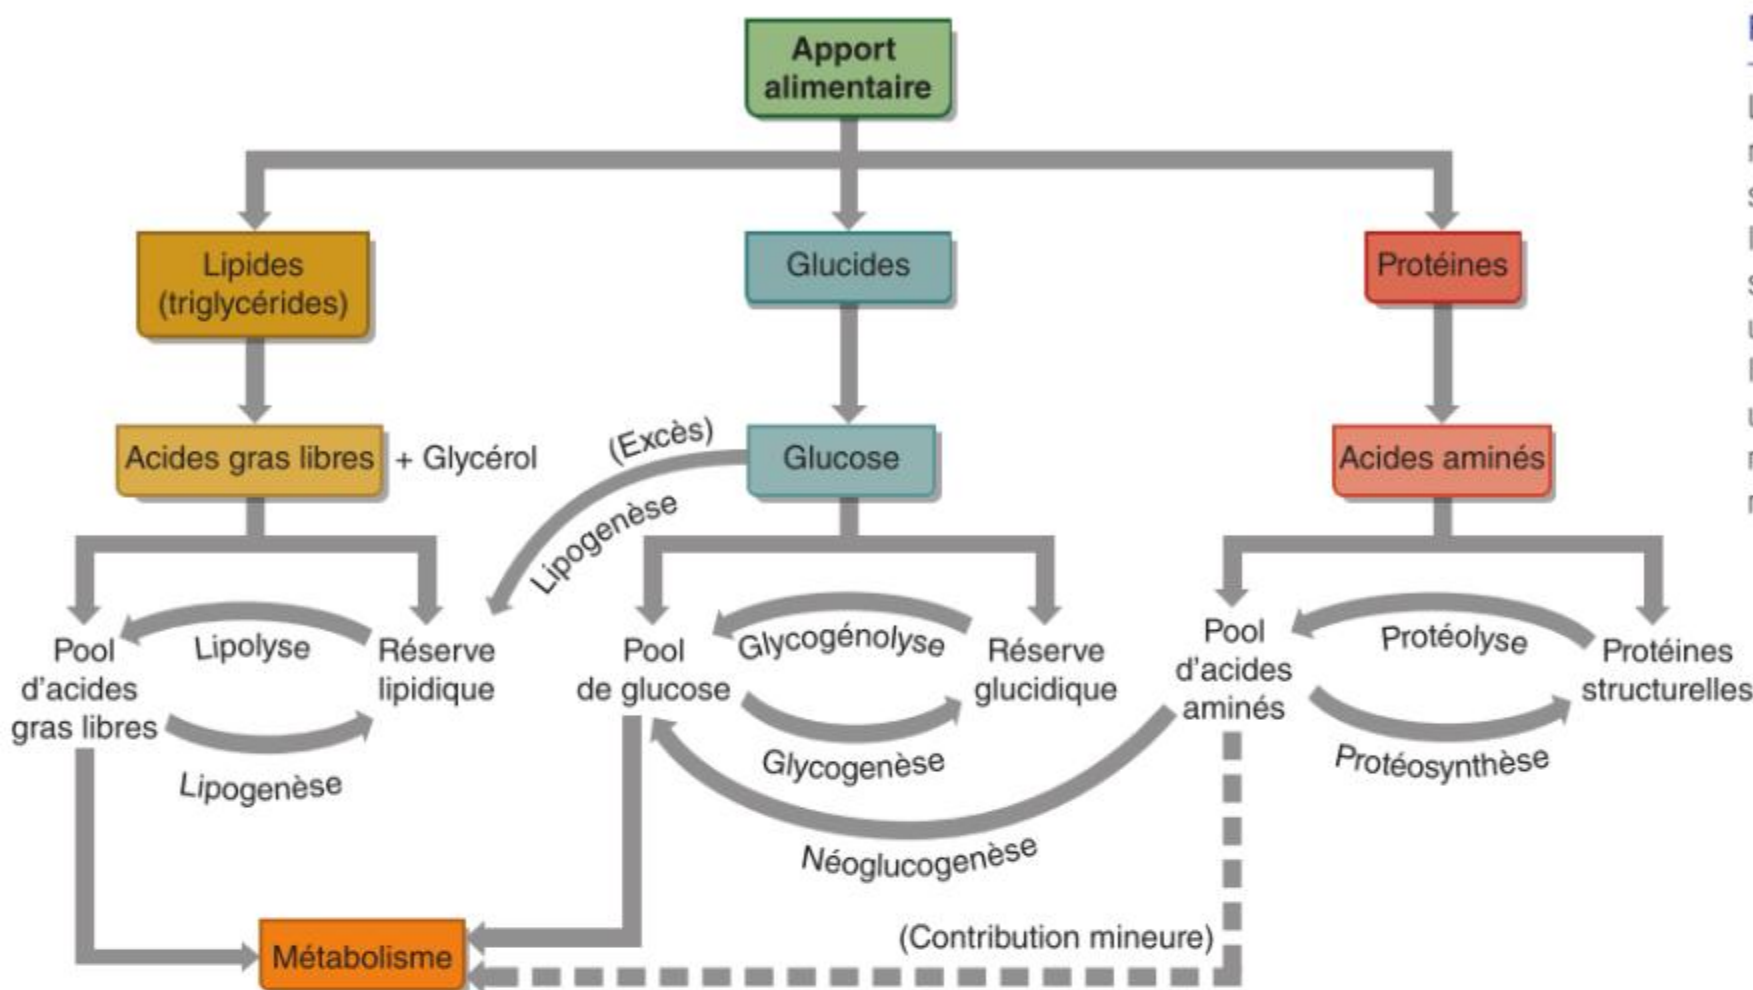 Apport
alimentaire
Lipides
(triglycérides)
Glucides
Protéines
Acides gras libres
+ Glycérol
(Excès)
Lipogenèse
Glucose
Acides aminés
Pool
d'acides
gras libres
Lipolyse
Lipogenèse
Réserve
lipidique
Pool
de glucose
Glycogénolyse
Glycogenèse
Réserve
glucidique
Pool
d'acides
aminés
Protéolyse
Protéosynthèse
Protéines
structurelles
Néoglucogenèse
(Contribution mineure)
Métabolisme